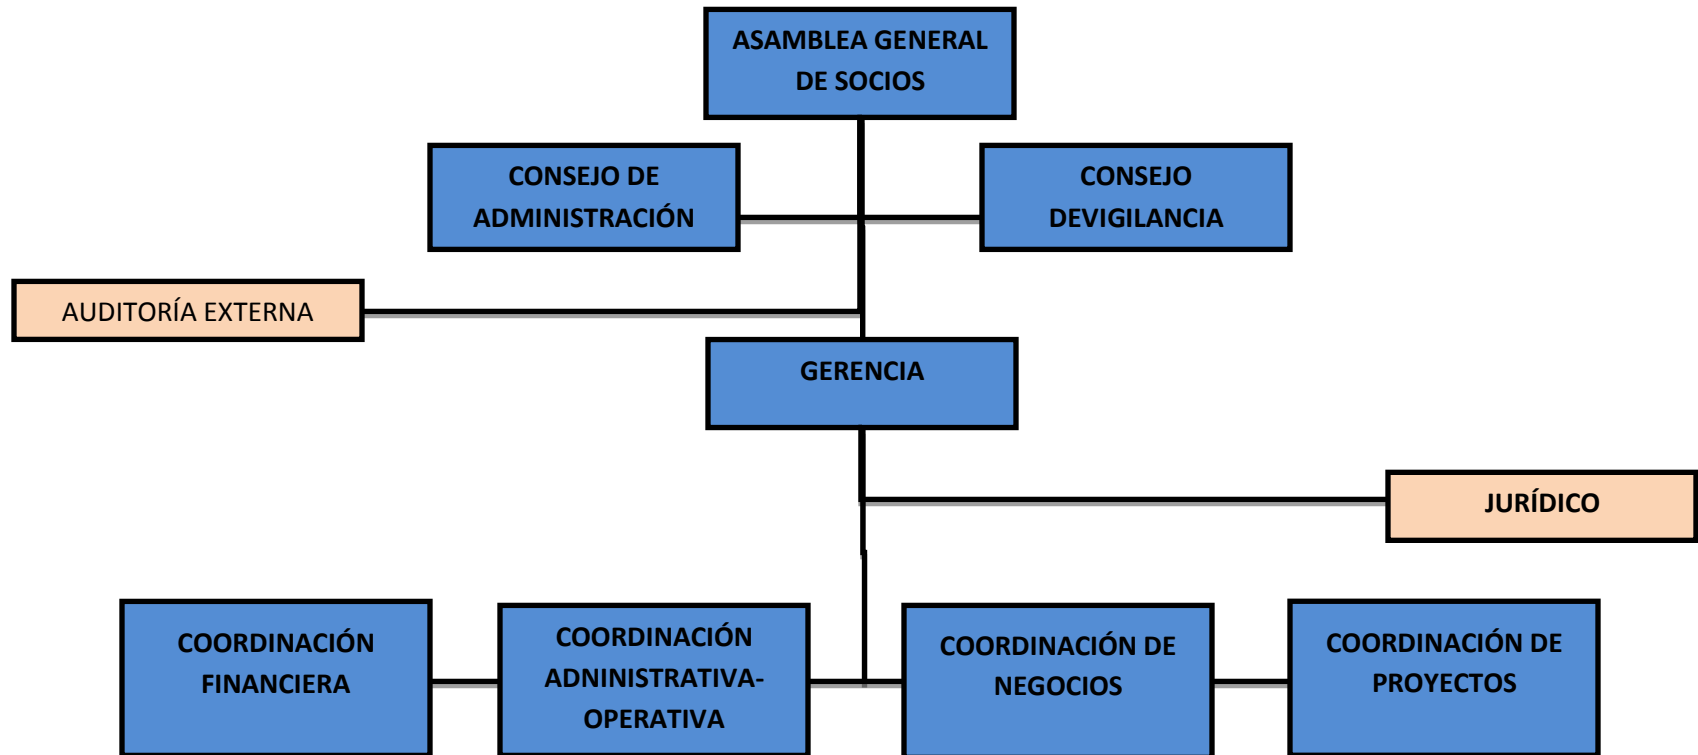 ASAMBLEA GENERAL
DE SOCIOS
CONSEJO DE
ADMINISTRACIÓN
CONSEJO
DEVIGILANCIA
AUDITORÍA EXTERNA
GERENCIA
JURÍDICO
COORDINACIÓN
FINANCIERA
COORDINACIÓN
ADNINISTRATIVA-
OPERATIVA
COORDINACIÓN DE
NEGOCIOS
COORDINACIÓN DE
PROYECTOS